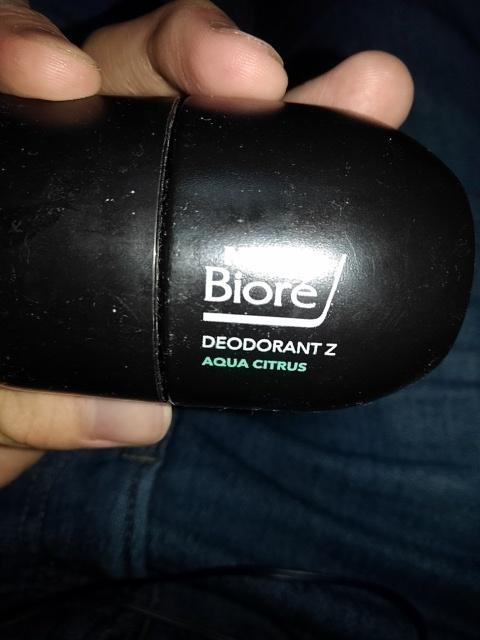 Bioré
DEODORANT Z
AQUA CITRUS